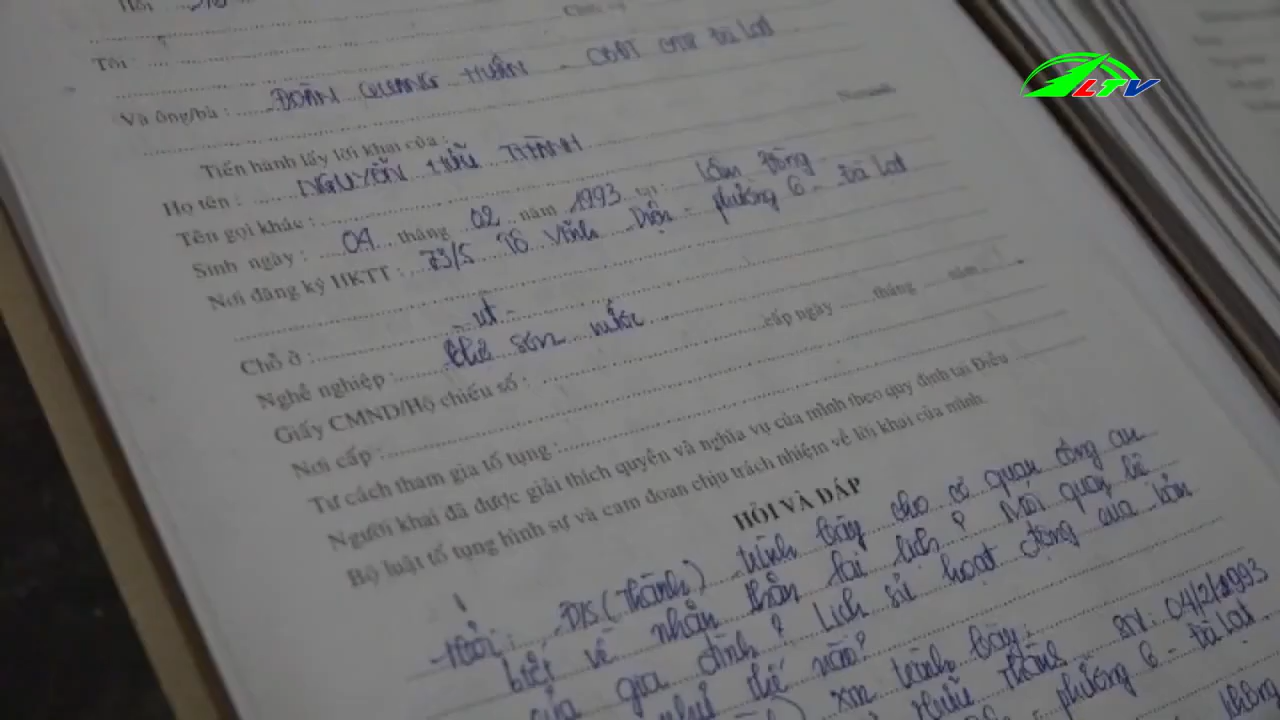 Tôi :
Và ông/bà : ĐOÀN QUANG HUÂN - CSĐT CATP Đà Lạt
LTV
Tiến hành lấy lời khai của :
Họ tên : NGUYỄN HỮU THÀNH
Tên gọi khác :
Sinh ngày : 04 tháng 02 năm 1993 tại : Lâm Đồng
Nơi đăng ký HKTT : 73/5 Tô Vĩnh Diện - phường 6 - Đà Lạt
Chỗ ở : nt
Nghề nghiệp : thợ sơn nước
Giấy CMND/Hộ chiếu số : cấp ngày tháng năm
Nơi cấp :
Tư cách tham gia tố tụng :
Người khai đã được giải thích quyền và nghĩa vụ của mình theo quy định tại Điều
Bộ luật tố tụng hình sự và cam đoan chịu trách nhiệm về lời khai của mình.
HỎI VÀ ĐÁP
Hỏi : (Thành) trình bày cho cơ quan công an
biết về nhân thân lai lịch ? Mối quan hệ
của gia đình ? Lịch sử hoạt động của bản
như thế nào?
xin trình bày:
Hữu Thành SN: 04/2/1993
phường 6 - Đà Lạt
không